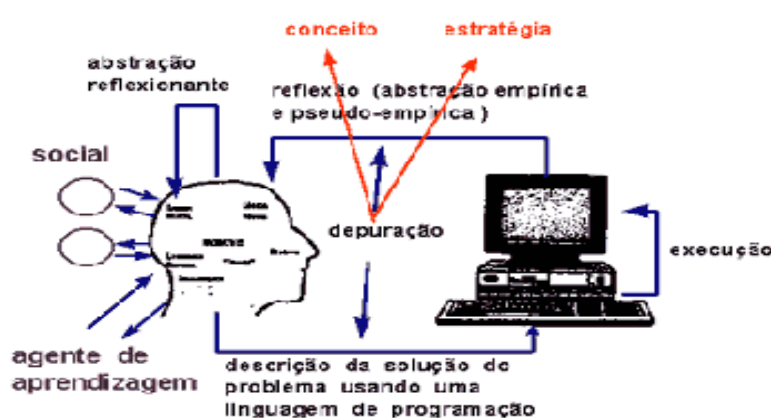 conceito estratégia
abstração
reflexionante
reflexão (abstração empírica
e pseudo-empírica)
social
depuração
execução
agente de
aprendizagem
descrição da solução do
problema usando uma
linguagem de programação